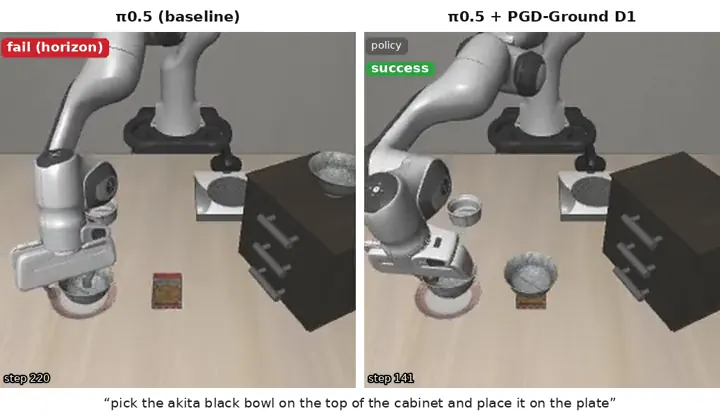 π0.5 (baseline)
π0.5 + PGD-Ground D1
fail (horizon)
policy
success
step 220
step 141
“pick the akita black bowl on the top of the cabinet and place it on the plate”